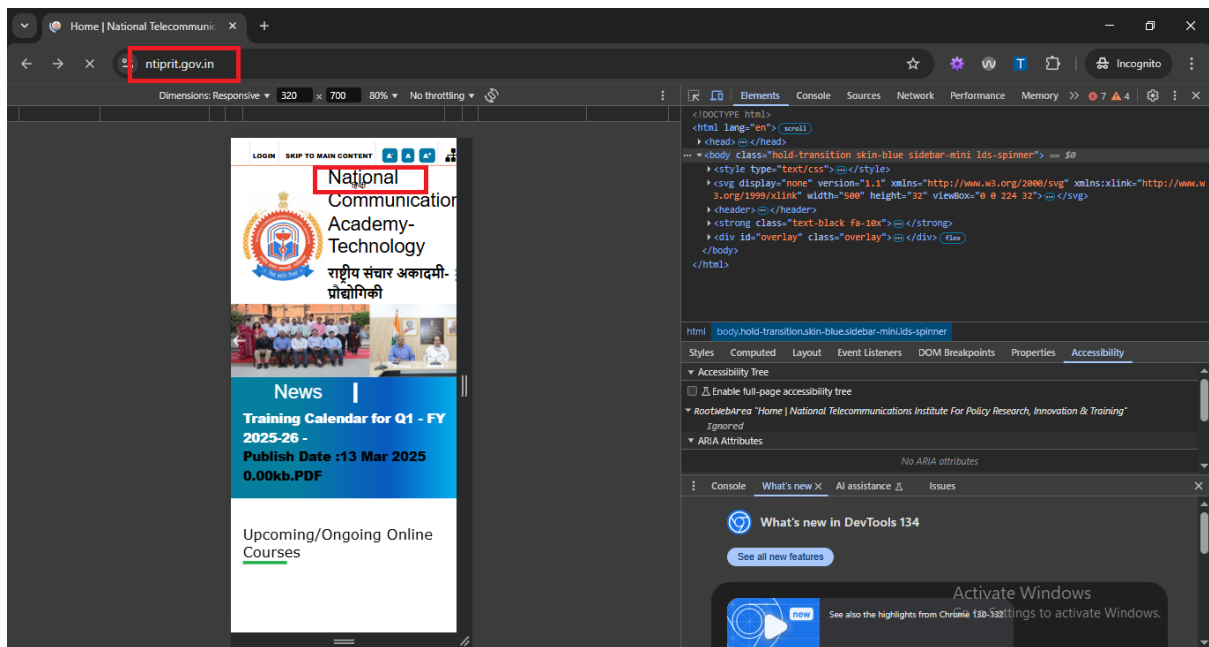 Home | National Telecommunic
ntiprit.gov.in
Incognito
Dimensions: Responsive 320 × 700 80% No throttling
Elements Console Sources Network Performance Memory 7 4
<!DOCTYPE html>
<html lang="en"> scroll
<head> … </head>
… <body class="hold-transition skin-blue sidebar-mini lds-spinner"> == $0
<style type="text/css"> … </style>
<svg display="none" version="1.1" xmlns="http://www.w3.org/2000/svg" xmlns:xlink="http://www.w
3.org/1999/xlink" width="500" height="32" viewBox="0 0 224 32"> … </svg>
<header> … </header>
<strong class="text-black fa-10x"> … </strong>
<div id="overlay" class="overlay"> … </div> flex
</body>
</html>
html body.hold-transition.skin-blue.sidebar-mini.lds-spinner
Styles Computed Layout Event Listeners DOM Breakpoints Properties Accessibility
Accessibility Tree
Enable full-page accessibility tree
RootWebArea "Home | National Telecommunications Institute For Policy Research, Innovation & Training"
Ignored
ARIA Attributes
No ARIA attributes
Console What's new AI assistance Issues
What's new in DevTools 134
See all new features
new
See also the highlights from Chrome 130-132
Activate Windows
Go to Settings to activate Windows.
LOGIN SKIP TO MAIN CONTENT A- A A+
National
हिन्दी
Communication
Academy-
Technology
राष्ट्रीय संचार अकादमी-
प्रौद्योगिकी
News
Training Calendar for Q1 - FY
2025-26 -
Publish Date :13 Mar 2025
0.00kb.PDF
Upcoming/Ongoing Online
Courses